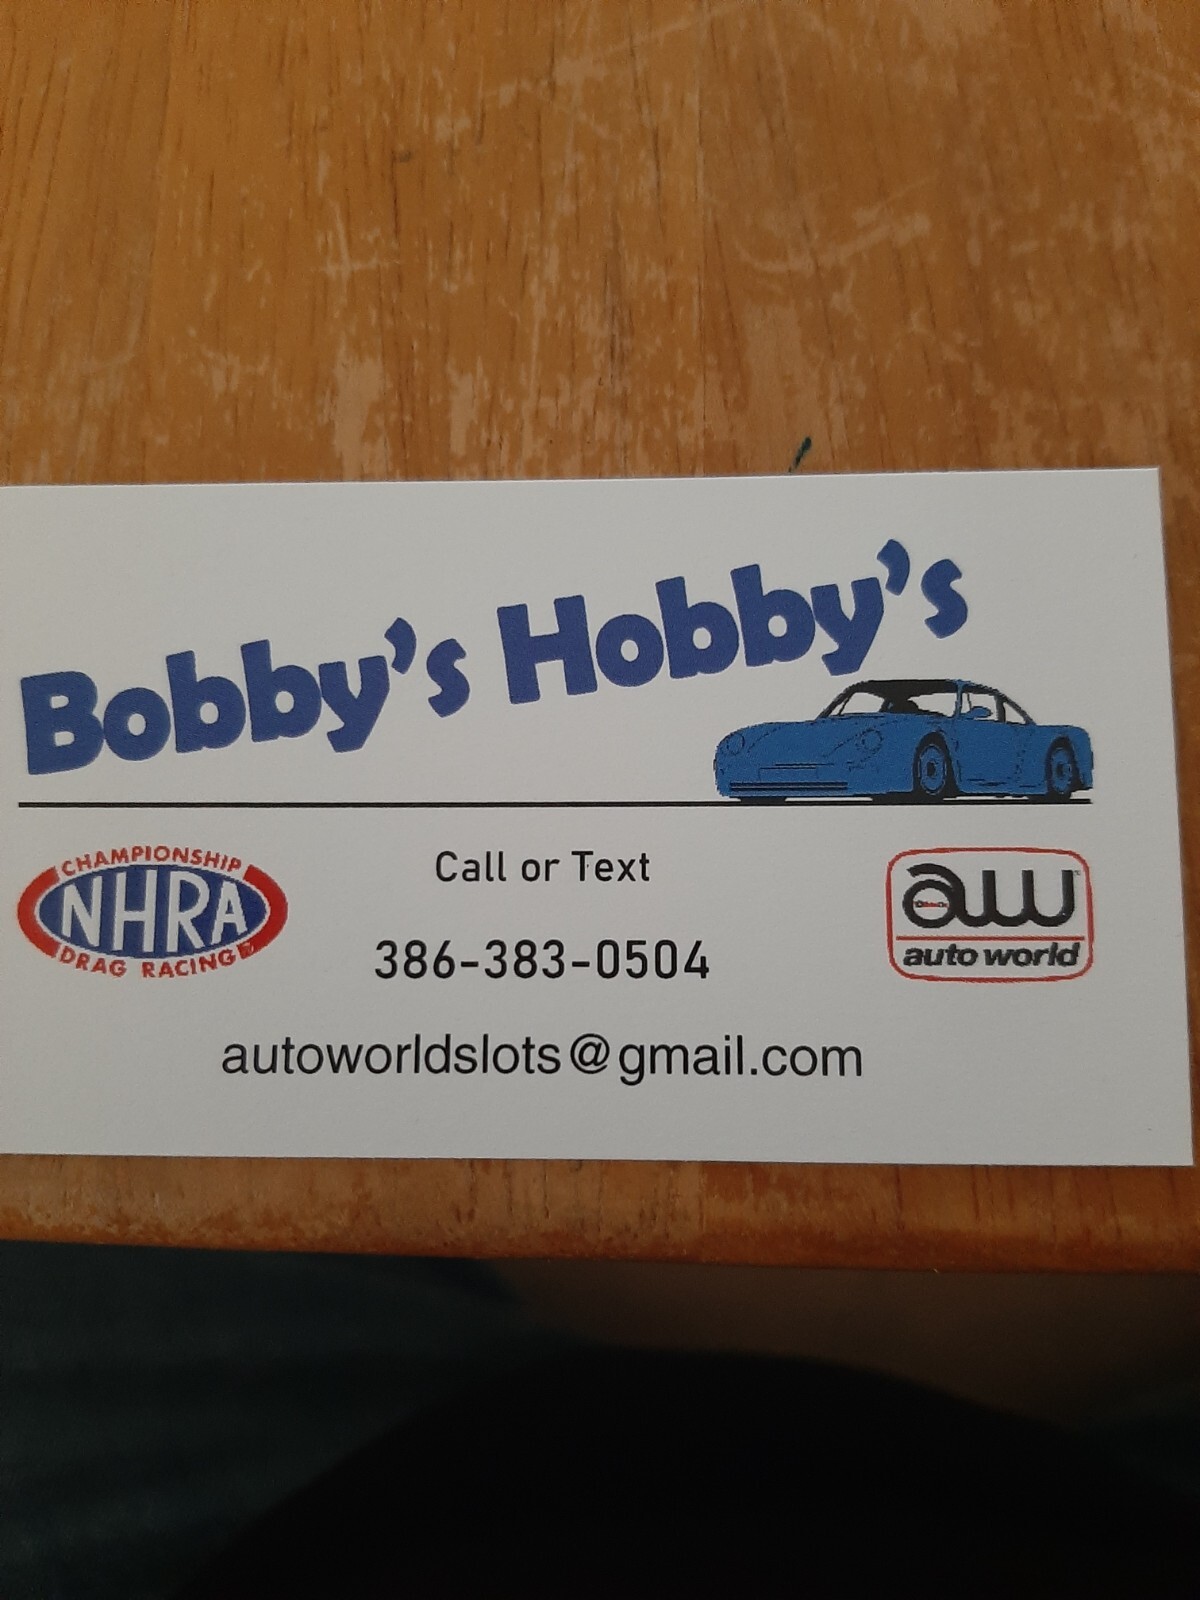 Bobby's Hobby's
CHAMPIONSHIP
NHRA
DRAG RACING
Call or Text
386-383-0504
aw
auto world
autoworldslots@gmail.com